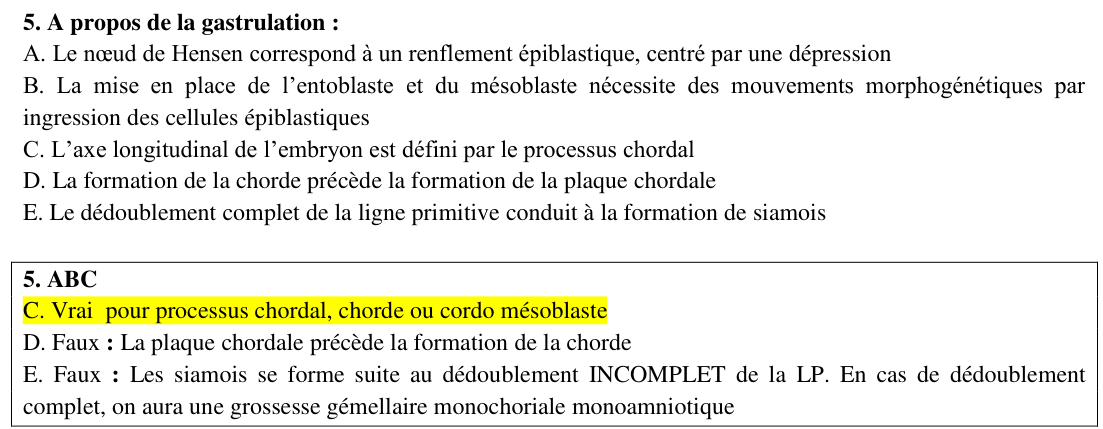 5. A propos de la gastrulation :
A. Le nœud de Hensen correspond à un renflement épiblastique, centré par une dépression
B. La mise en place de l’entoblaste et du mésoblaste nécessite des mouvements morphogénétiques par
ingression des cellules épiblastiques
C. L’axe longitudinal de l’embryon est défini par le processus chordal
D. La formation de la chorde précède la formation de la plaque chordale
E. Le dédoublement complet de la ligne primitive conduit à la formation de siamois
5. ABC
C. Vrai pour processus chordal, chorde ou cordo mésoblaste
D. Faux : La plaque chordale précède la formation de la chorde
E. Faux : Les siamois se forme suite au dédoublement INCOMPLET de la LP. En cas de dédoublement
complet, on aura une grossesse gémellaire monochoriale monoamniotique